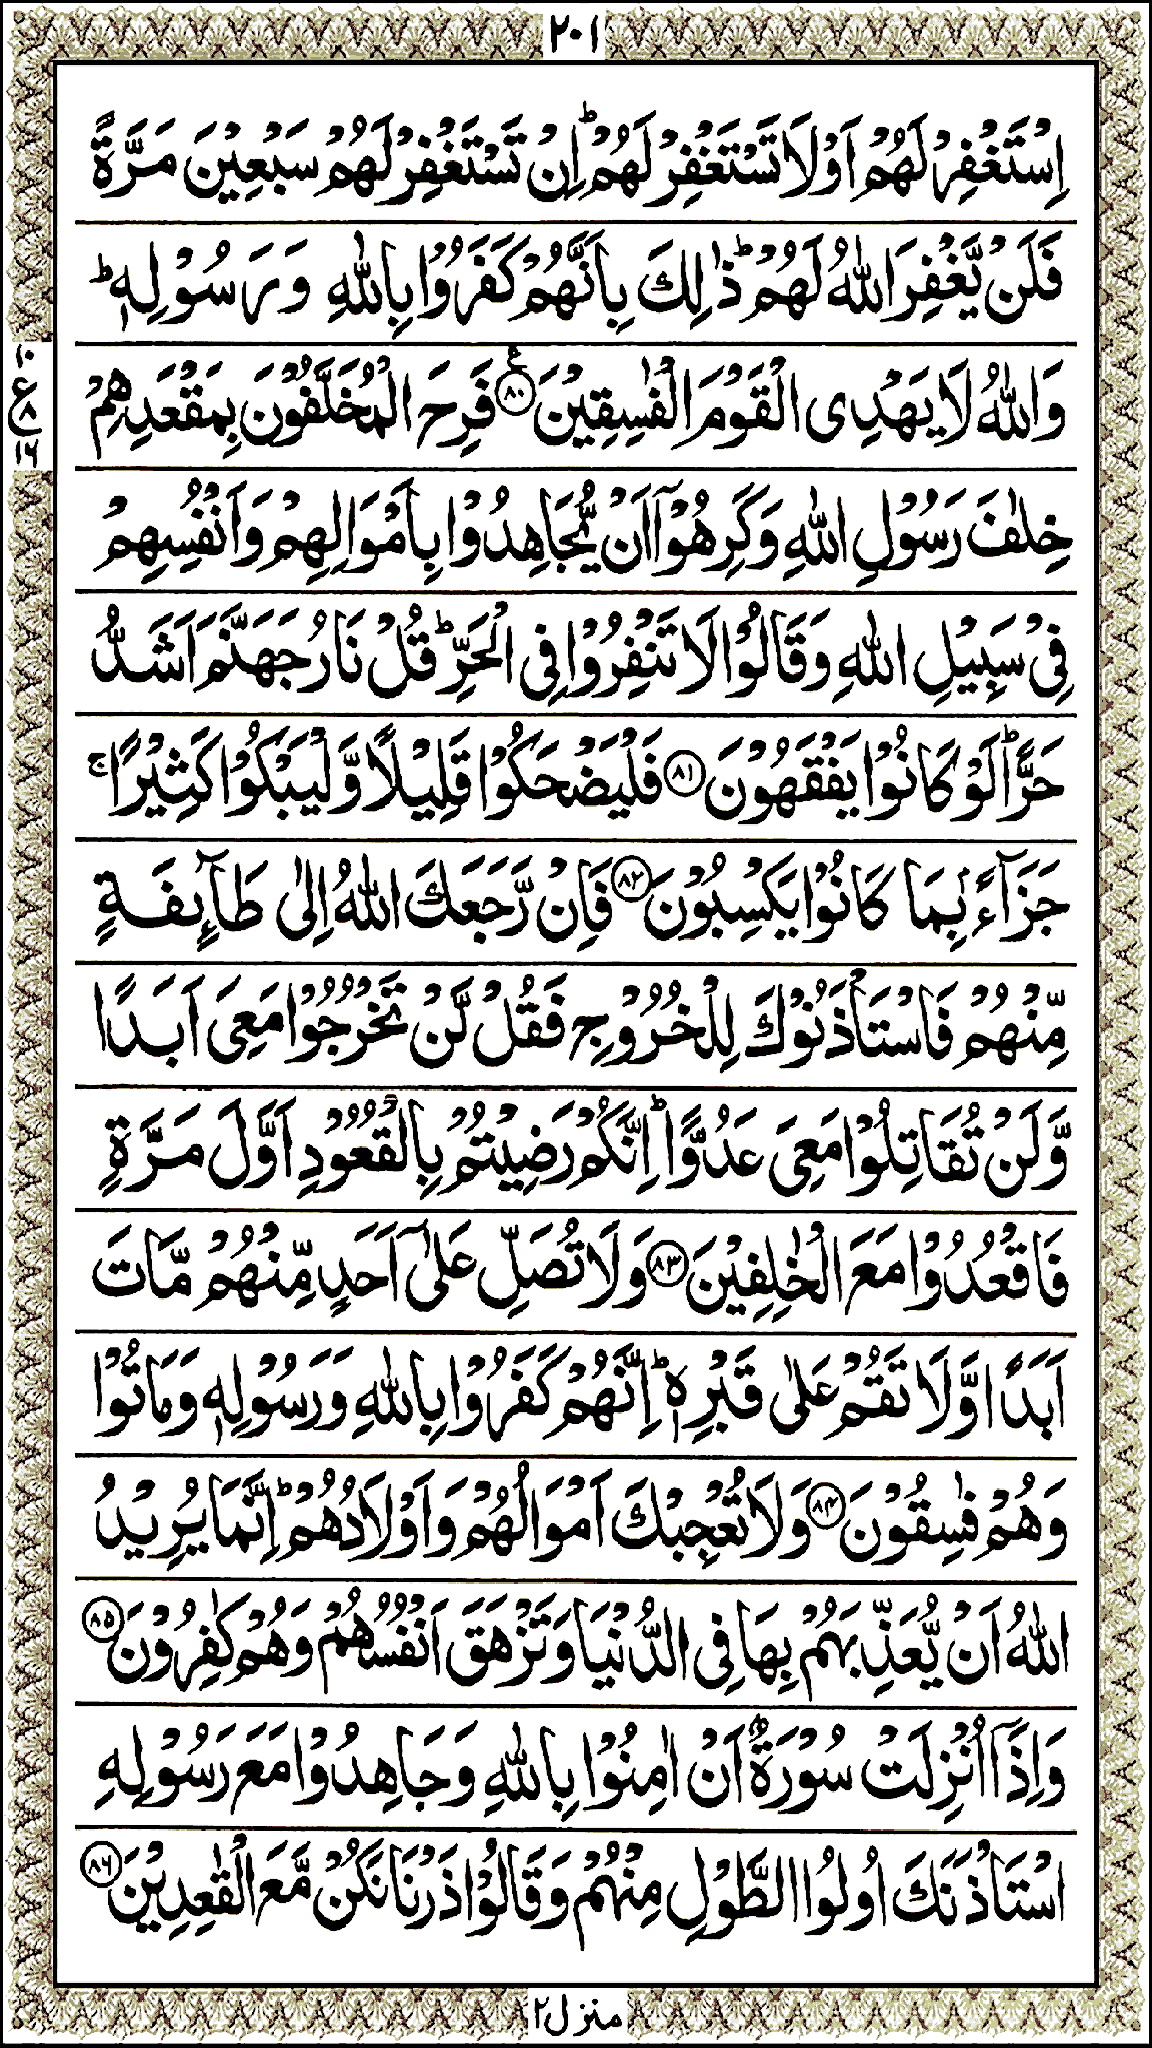 ٢٠١
اِسْتَغْفِرْ لَهُمْ اَوْ لَا تَسْتَغْفِرْ لَهُمْ ؕ اِنْ تَسْتَغْفِرْ لَهُمْ سَبْعِيْنَ مَرَّةً
فَلَنْ يَّغْفِرَ اللّٰهُ لَهُمْ ؕ ذٰلِكَ بِاَنَّهُمْ كَفَرُوْا بِاللّٰهِ وَ رَسُوْلِهٖ ؕ
وَاللّٰهُ لَا يَهْدِى الْقَوْمَ الْفٰسِقِيْنَ ۟ ع ٨٠ فَرِحَ الْمُخَلَّفُوْنَ بِمَقْعَدِهِمْ
١٠
ع
٨
١٦
خِلٰفَ رَسُوْلِ اللّٰهِ وَكَرِهُوْۤا اَنْ يُّجَاهِدُوْا بِاَمْوَالِهِمْ وَاَنْفُسِهِمْ
فِىْ سَبِيْلِ اللّٰهِ وَقَالُوْا لَا تَنْفِرُوْا فِى الْحَرِّ ؕ قُلْ نَارُ جَهَنَّمَ اَشَدُّ
حَرًّا ؕ لَوْ كَانُوْا يَفْقَهُوْنَ ٨١ فَلْيَضْحَكُوْا قَلِيْلًا وَّلْيَبْكُوْا كَثِيْرًا ۚ
جَزَآءًۢ بِمَا كَانُوْا يَكْسِبُوْنَ ٨٢ فَاِنْ رَّجَعَكَ اللّٰهُ اِلٰى طَآئِفَةٍ
مِّنْهُمْ فَاسْتَاْذَنُوْكَ لِلْخُرُوْجِ فَقُلْ لَّنْ تَخْرُجُوْا مَعِىَ اَبَدًا
وَّلَنْ تُقَاتِلُوْا مَعِىَ عَدُوًّا ؕ اِنَّكُمْ رَضِيْتُمْ بِالْقُعُوْدِ اَوَّلَ مَرَّةٍ
فَاقْعُدُوْا مَعَ الْخٰلِفِيْنَ ٨٣ وَلَا تُصَلِّ عَلٰٓى اَحَدٍ مِّنْهُمْ مَّاتَ
اَبَدًا وَّلَا تَقُمْ عَلٰى قَبْرِهٖ ؕ اِنَّهُمْ كَفَرُوْا بِاللّٰهِ وَ رَسُوْلِهٖ وَمَاتُوْا
وَهُمْ فٰسِقُوْنَ ٨٤ وَلَا تُعْجِبْكَ اَمْوَالُهُمْ وَاَوْلَادُهُمْ ؕ اِنَّمَا يُرِيْدُ
اللّٰهُ اَنْ يُّعَذِّبَهُمْ بِهَا فِى الدُّنْيَا وَتَزْهَقَ اَنْفُسُهُمْ وَهُمْ كٰفِرُوْنَ ٨٥
وَاِذَاۤ اُنْزِلَتْ سُوْرَةٌ اَنْ اٰمِنُوْا بِاللّٰهِ وَجَاهِدُوْا مَعَ رَسُوْلِهِ
اسْتَاْذَنَكَ اُولُوا الطَّوْلِ مِنْهُمْ وَقَالُوْا ذَرْنَا نَكُنْ مَّعَ الْقٰعِدِيْنَ ٨٦
منزل ٢